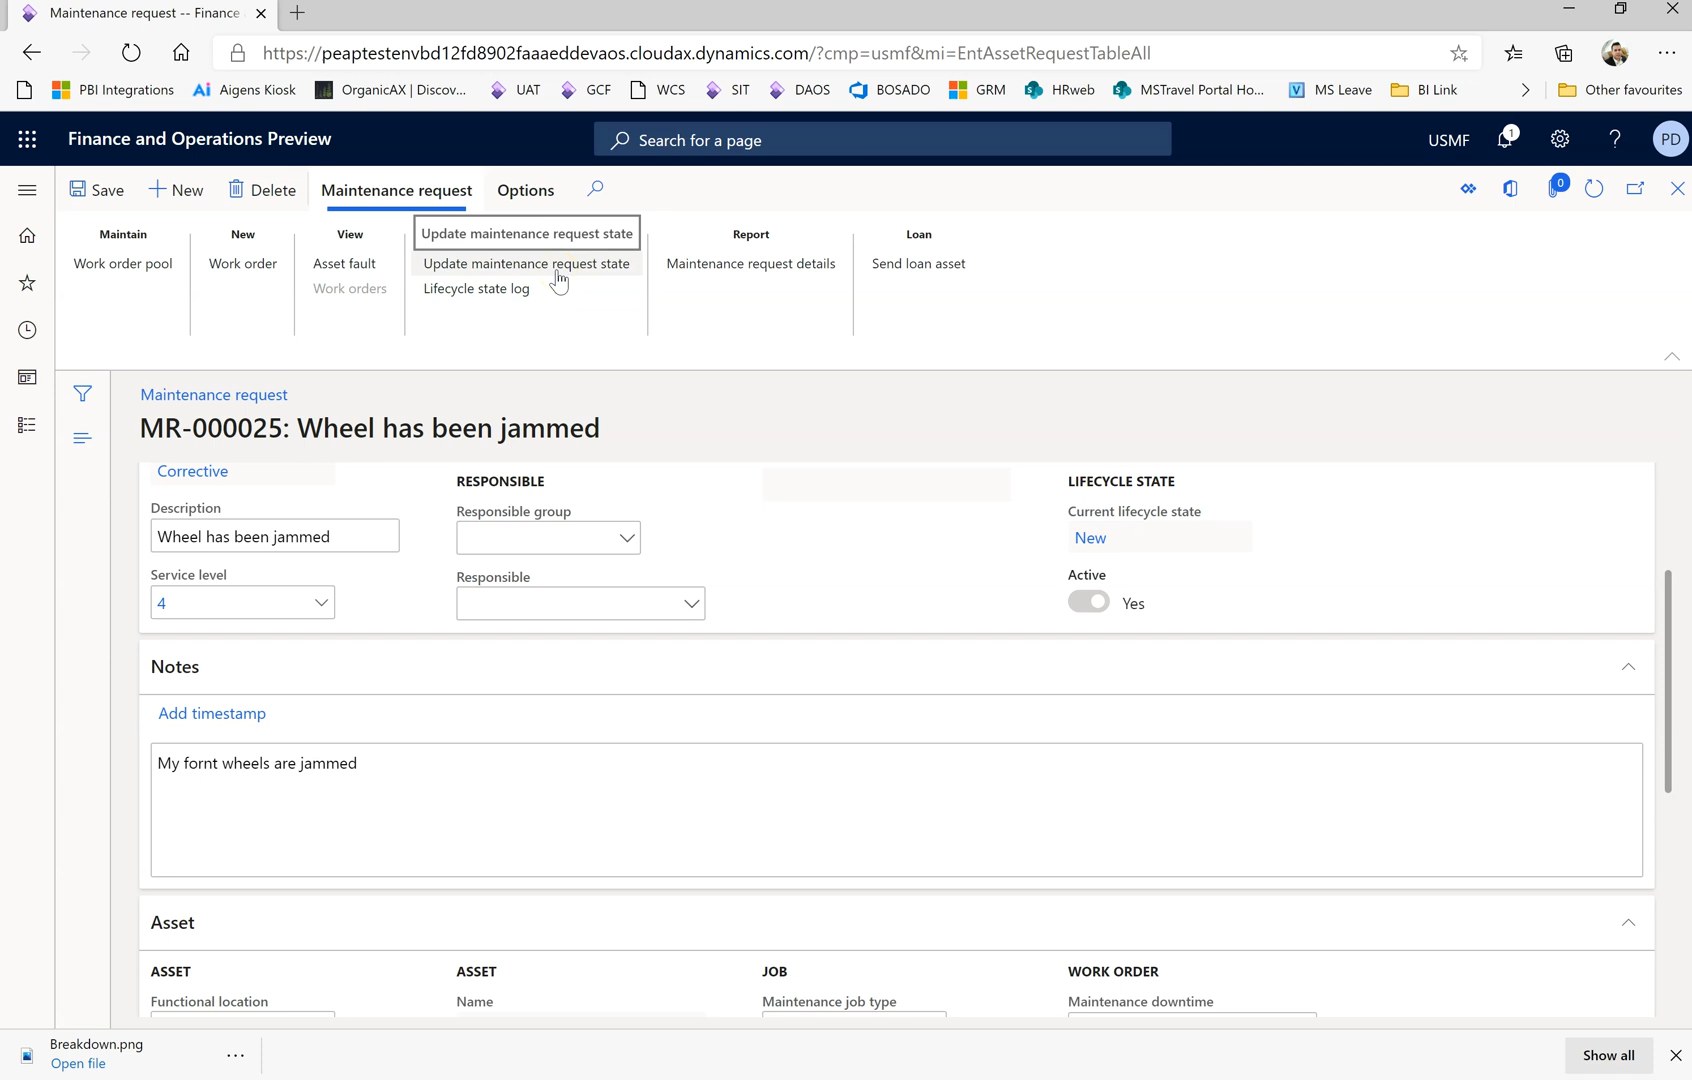 Maintenance request -- Finance
https://peaptestenvbd12fd8902faaaeddevaos.cloudax.dynamics.com/?cmp=usmf&mi=EntAssetRequestTableAll
PBI Integrations
Ai Aigens Kiosk
OrganicAX | Discov...
UAT
GCF
WCS
SIT
DAOS
BOSADO
GRM
HRweb
MSTravel Portal Ho...
V MS Leave
BI Link
Other favourites
Finance and Operations Preview
Search for a page
USMF
1
?
PD
Save
New
Delete
Maintenance request
Options
0
Maintain
New
View
Update maintenance request state
Report
Loan
Work order pool
Work order
Asset fault
Update maintenance request state
Maintenance request details
Send loan asset
Work orders
Lifecycle state log
Maintenance request
MR-000025: Wheel has been jammed
Corrective
RESPONSIBLE
LIFECYCLE STATE
Description
Responsible group
Current lifecycle state
Wheel has been jammed
New
Service level
Responsible
Active
4
Yes
Notes
Add timestamp
My fornt wheels are jammed
Asset
ASSET
ASSET
JOB
WORK ORDER
Functional location
Name
Maintenance job type
Maintenance downtime
Breakdown.png
Open file
...
Show all